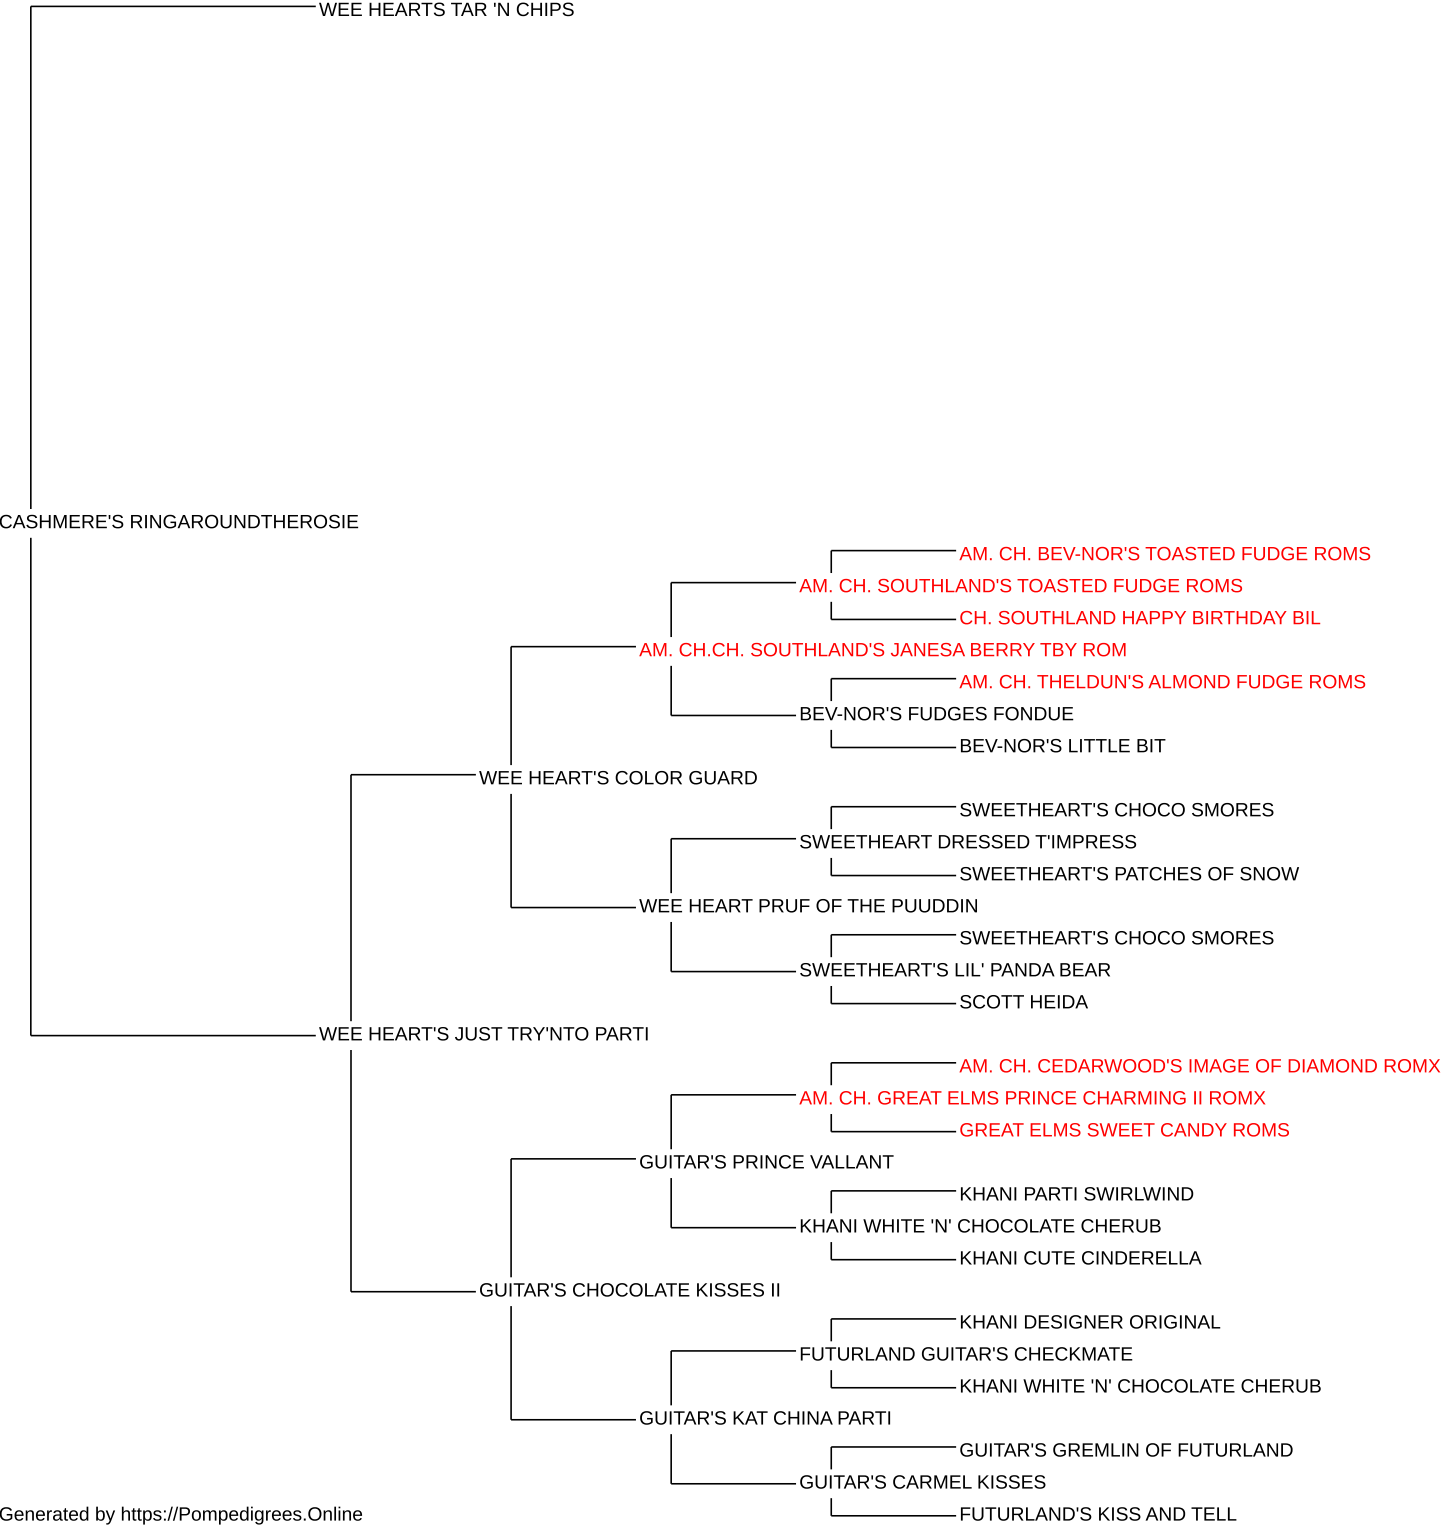 WEE HEARTS TAR 'N CHIPS
CASHMERE'S RINGAROUNDTHEROSIE
AM. CH. BEV-NOR'S TOASTED FUDGE ROMS
AM. CH. SOUTHLAND'S TOASTED FUDGE ROMS
CH. SOUTHLAND HAPPY BIRTHDAY BIL
AM. CH.CH. SOUTHLAND'S JANESA BERRY TBY ROM
AM. CH. THELDUN'S ALMOND FUDGE ROMS
BEV-NOR'S FUDGES FONDUE
BEV-NOR'S LITTLE BIT
WEE HEART'S COLOR GUARD
SWEETHEART'S CHOCO SMORES
SWEETHEART DRESSED T'IMPRESS
SWEETHEART'S PATCHES OF SNOW
WEE HEART PRUF OF THE PUUDDIN
SWEETHEART'S CHOCO SMORES
SWEETHEART'S LIL' PANDA BEAR
SCOTT HEIDA
WEE HEART'S JUST TRY'NTO PARTI
AM. CH. CEDARWOOD'S IMAGE OF DIAMOND ROMX
AM. CH. GREAT ELMS PRINCE CHARMING II ROMX
GREAT ELMS SWEET CANDY ROMS
GUITAR'S PRINCE VALLANT
KHANI PARTI SWIRLWIND
KHANI WHITE 'N' CHOCOLATE CHERUB
KHANI CUTE CINDERELLA
GUITAR'S CHOCOLATE KISSES II
KHANI DESIGNER ORIGINAL
FUTURLAND GUITAR'S CHECKMATE
KHANI WHITE 'N' CHOCOLATE CHERUB
GUITAR'S KAT CHINA PARTI
GUITAR'S GREMLIN OF FUTURLAND
GUITAR'S CARMEL KISSES
FUTURLAND'S KISS AND TELL
Generated by https://Pompedigrees.Online